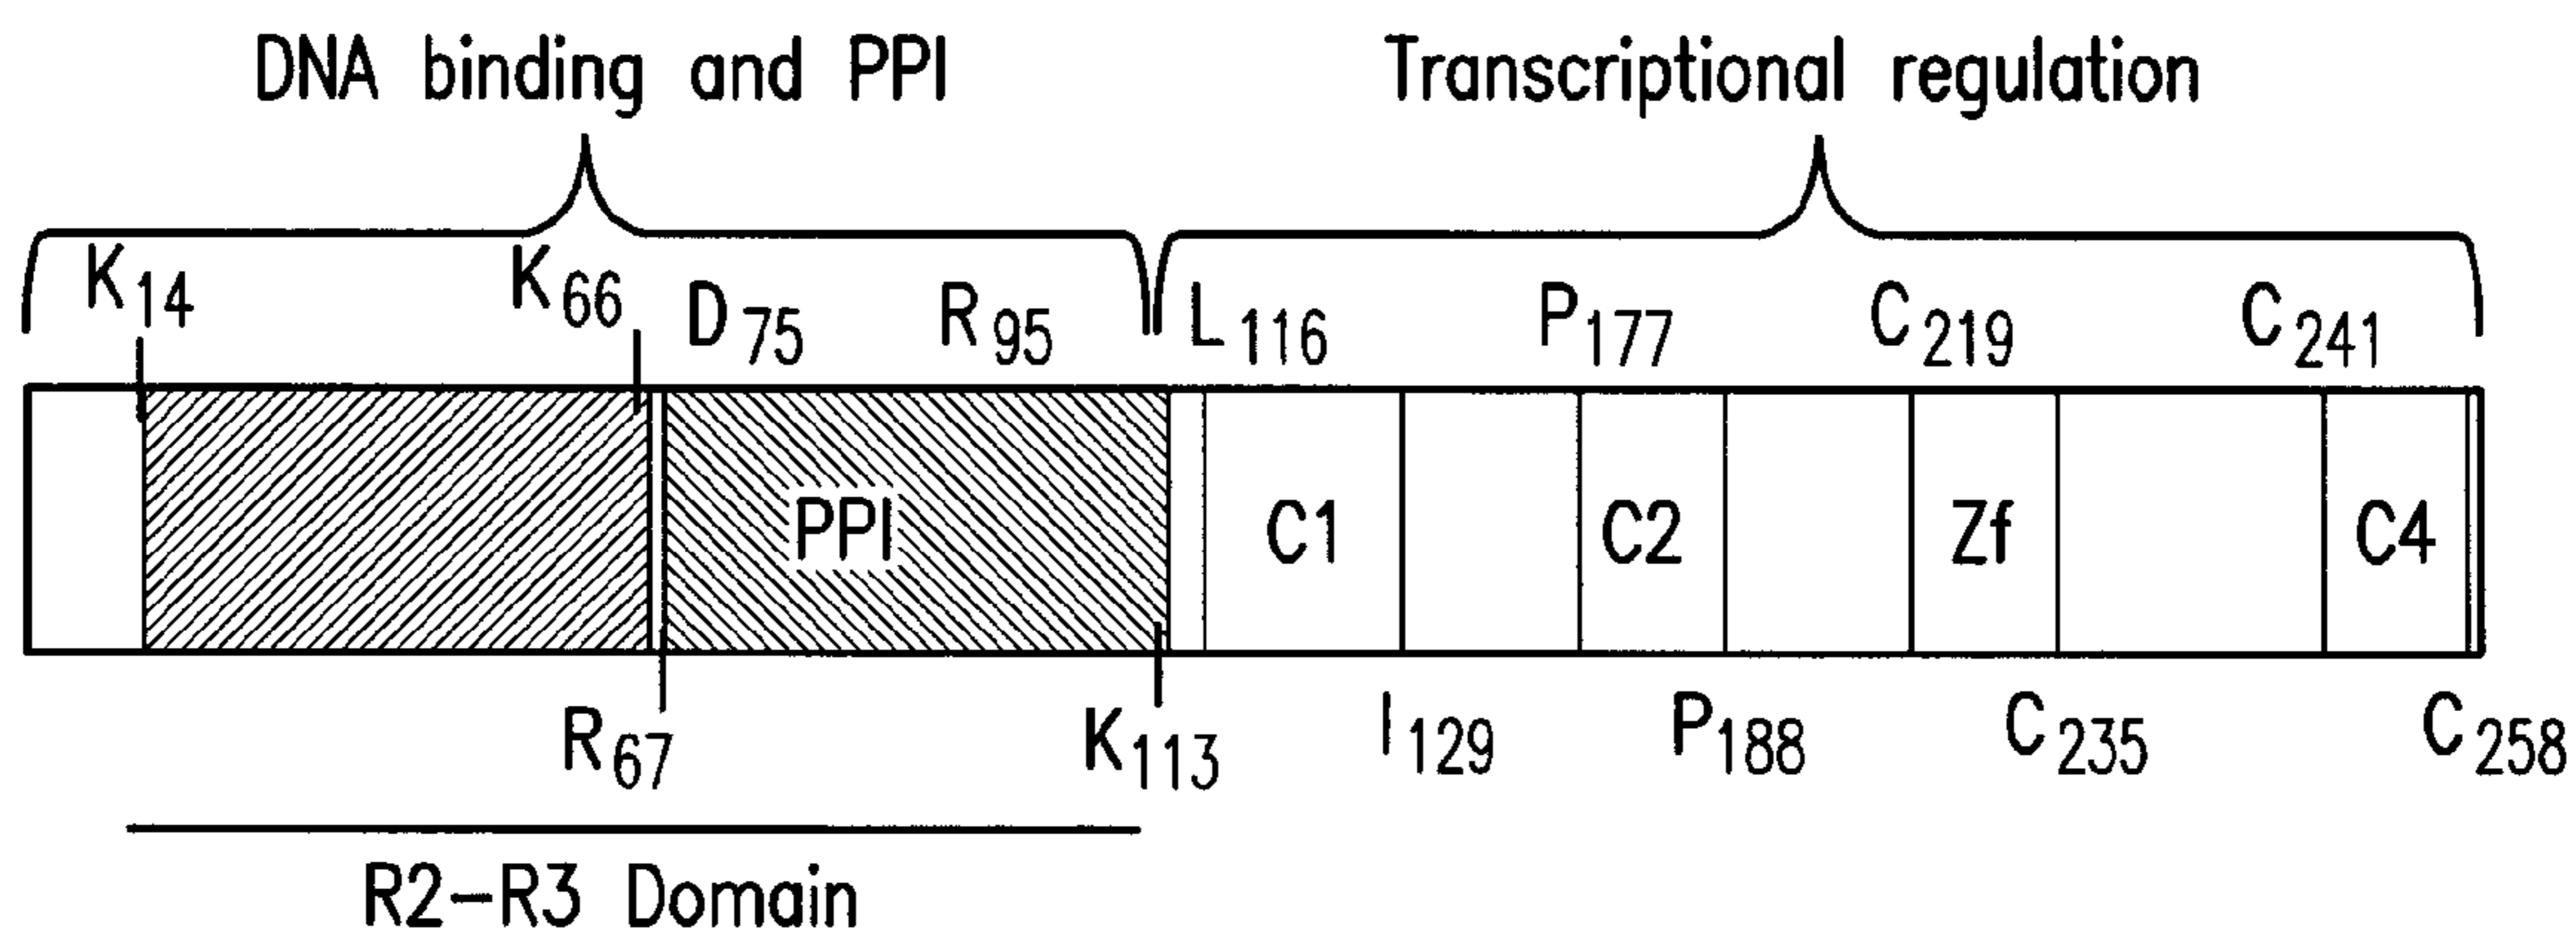 DNA binding and PPI Transcriptional regulation
K14 K66 D75 R95 L116 P177 C219 C241
PPI C1 C2 Zf C4
R67 K113 I129 P188 C235 C258
R2-R3 Domain